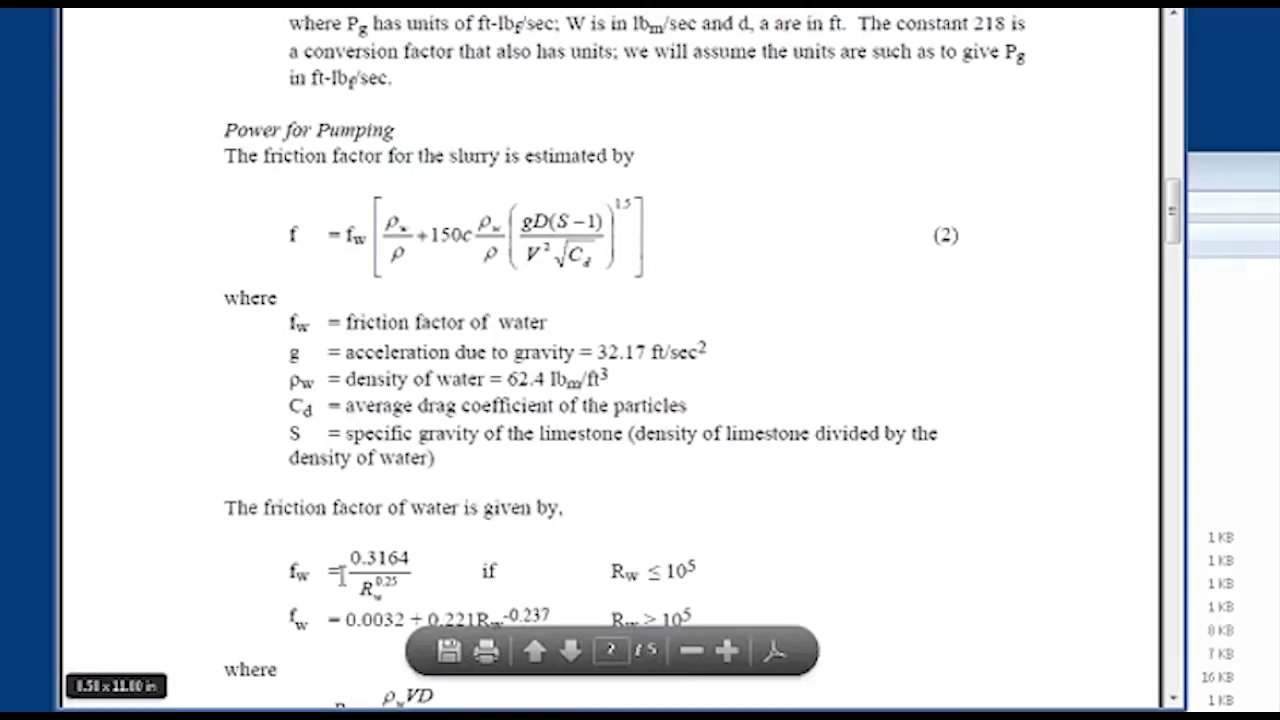 where Pg has units of ft-lbf/sec; W is in lbm/sec and d, a are in ft. The constant 218 is
a conversion factor that also has units; we will assume the units are such as to give Pg
in ft-lbf/sec.
Power for Pumping
The friction factor for the slurry is estimated by
f = fw [ρw/ρ + 150c ρw/ρ (gD(S−1) / V² √Cd)^1.5] (2)
where
fw = friction factor of water
g = acceleration due to gravity = 32.17 ft/sec2
ρw = density of water = 62.4 lbm/ft3
Cd = average drag coefficient of the particles
S = specific gravity of the limestone (density of limestone divided by the
density of water)
The friction factor of water is given by,
fw = 0.3164 / Rw^0.25 if Rw ≤ 10^5
fw = 0.0032 + 0.221Rw^-0.237 Rw > 10^5
where
ρwVD
2 / 5
8.50 x 11.00 in
1 KB
1 KB
1 KB
1 KB
8 KB
7 KB
16 KB
1 KB